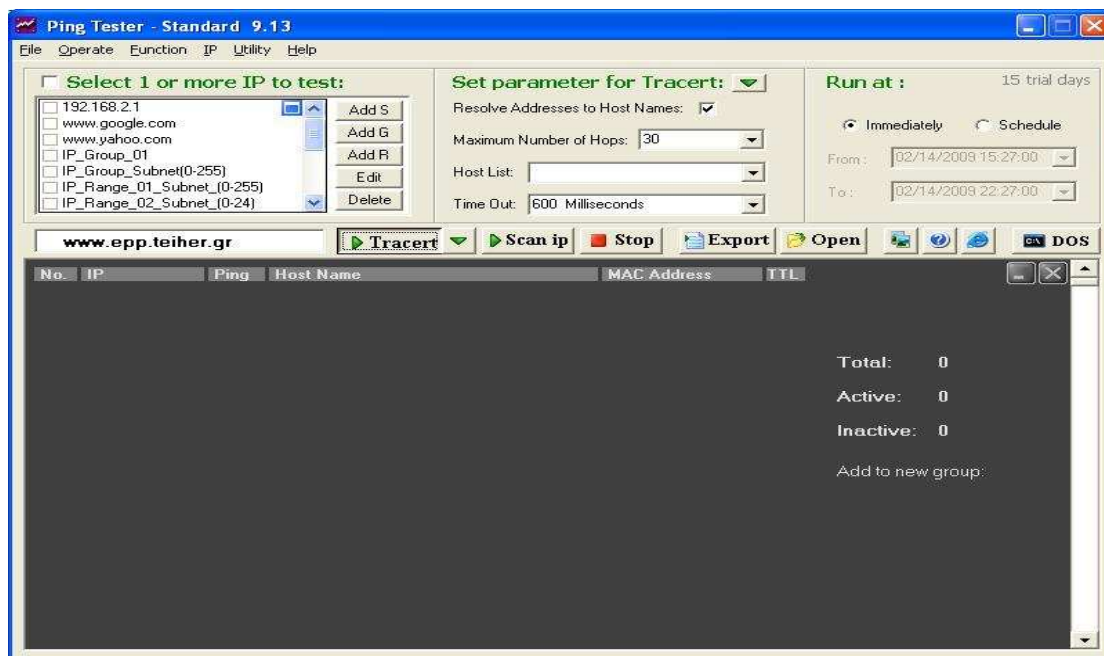 Ping Tester - Standard 9.13
File Operate Function IP Utility Help
Select 1 or more IP to test:
192.168.2.1
www.google.com
www.yahoo.com
IP_Group_01
IP_Group_Subnet(0-255)
IP_Range_01_Subnet_(0-255)
IP_Range_02_Subnet_(0-24)
Add S
Add G
Add R
Edit
Delete
Set parameter for Tracert:
Resolve Addresses to Host Names:
Maximum Number of Hops: 30
Host List:
Time Out: 600 Milliseconds
Run at : 15 trial days
Immediately Schedule
From : 02/14/2009 15:27:00
To : 02/14/2009 22:27:00
www.epp.teiher.gr Tracert Scan ip Stop Export Open DOS
No. IP Ping Host Name MAC Address TTL
Total: 0
Active: 0
Inactive: 0
Add to new group: